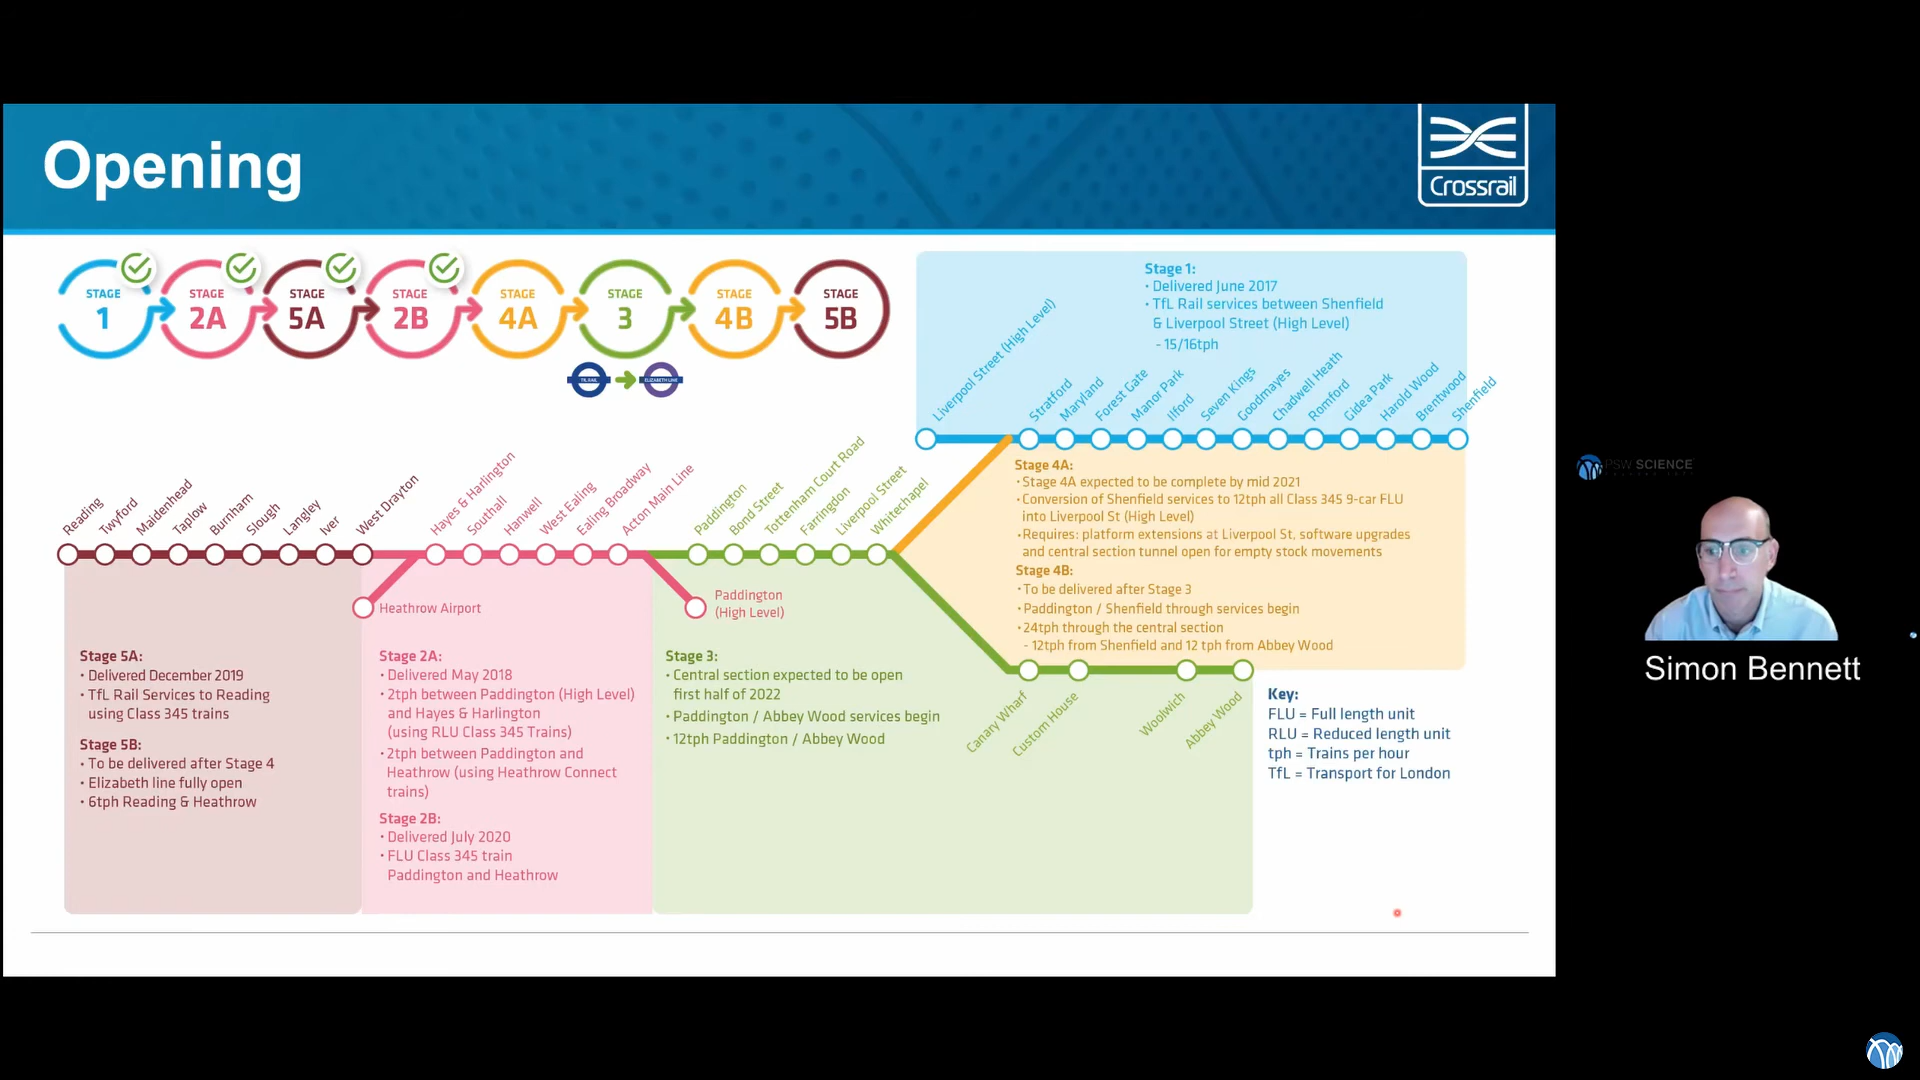 Opening
Crossrail
STAGE
1
STAGE
2A
STAGE
5A
STAGE
2B
STAGE
4A
STAGE
3
STAGE
4B
STAGE
5B
TfL RAIL
ELIZABETH LINE
Stage 1:
• Delivered June 2017
• TfL Rail services between Shenfield
& Liverpool Street (High Level)
- 15/16tph
Liverpool Street (High Level)
Stratford
Maryland
Forest Gate
Manor Park
Ilford
Seven Kings
Goodmayes
Chadwell Heath
Romford
Gidea Park
Harold Wood
Brentwood
Shenfield
Stage 4A:
• Stage 4A expected to be complete by mid 2021
• Conversion of Shenfield services to 12tph all Class 345 9-car FLU
into Liverpool St (High Level)
• Requires: platform extensions at Liverpool St, software upgrades
and central section tunnel open for empty stock movements
Stage 4B:
• To be delivered after Stage 3
• Paddington / Shenfield through services begin
• 24tph through the central section
- 12tph from Shenfield and 12 tph from Abbey Wood
Reading
Twyford
Maidenhead
Taplow
Burnham
Slough
Langley
Iver
West Drayton
Hayes & Harlington
Southall
Hanwell
West Ealing
Ealing Broadway
Acton Main Line
Paddington
Bond Street
Tottenham Court Road
Farringdon
Liverpool Street
Whitechapel
Heathrow Airport
Paddington
(High Level)
Canary Wharf
Custom House
Woolwich
Abbey Wood
Stage 5A:
• Delivered December 2019
• TfL Rail Services to Reading
using Class 345 trains
Stage 5B:
• To be delivered after Stage 4
• Elizabeth line fully open
• 6tph Reading & Heathrow
Stage 2A:
• Delivered May 2018
• 2tph between Paddington (High Level)
and Hayes & Harlington
(using RLU Class 345 Trains)
• 2tph between Paddington and
Heathrow (using Heathrow Connect
trains)
Stage 2B:
• Delivered July 2020
• FLU Class 345 train
Paddington and Heathrow
Stage 3:
• Central section expected to be open
first half of 2022
• Paddington / Abbey Wood services begin
• 12tph Paddington / Abbey Wood
Key:
FLU = Full length unit
RLU = Reduced length unit
tph = Trains per hour
TfL = Transport for London
PSW SCIENCE
Simon Bennett